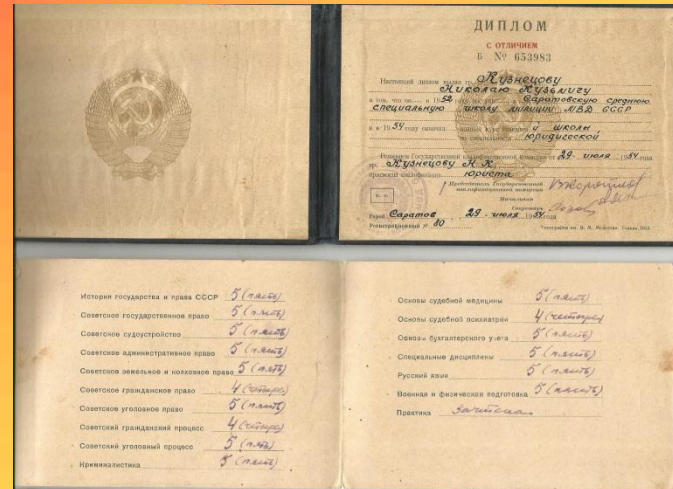 ДИПЛОМ
С ОТЛИЧИЕМ
Б № 653983
Настоящий диплом выдан Кузнецову
Николаю Кузьмичу
в том, что он в 1952 году Саратовскую среднюю
специальную школу милиции МВД СССР
и в 1954 году окончил полный курс названной школы
по специальности юридической
Решением Государственной квалификационной комиссии от 29 июля 1954 года
Кузнецову Н К
присвоена квалификация юриста
Председатель Государственной
квалификационной комиссии
Начальник
Секретарь
Город Саратов 29 июля 1954 года
Регистрационный № 80
История государства и права СССР 5 (пять)
Советское государственное право 5 (пять)
Советское судоустройство 5 (пять)
Советское административное право 5 (пять)
Советское земельное и колхозное право 5 (пять)
Советское гражданское право 4 (четыре)
Советское уголовное право 5 (пять)
Советский гражданский процесс 4 (четыре)
Советский уголовный процесс 5 (пять)
Криминалистика 5 (пять)
Основы судебной медицины 5 (пять)
Основы судебной психиатрии 4 (четыре)
Основы бухгалтерского учета 5 (пять)
Специальные дисциплины 5 (пять)
Русский язык 5 (пять)
Военная и физическая подготовка 5 (пять)
Практика зачтена